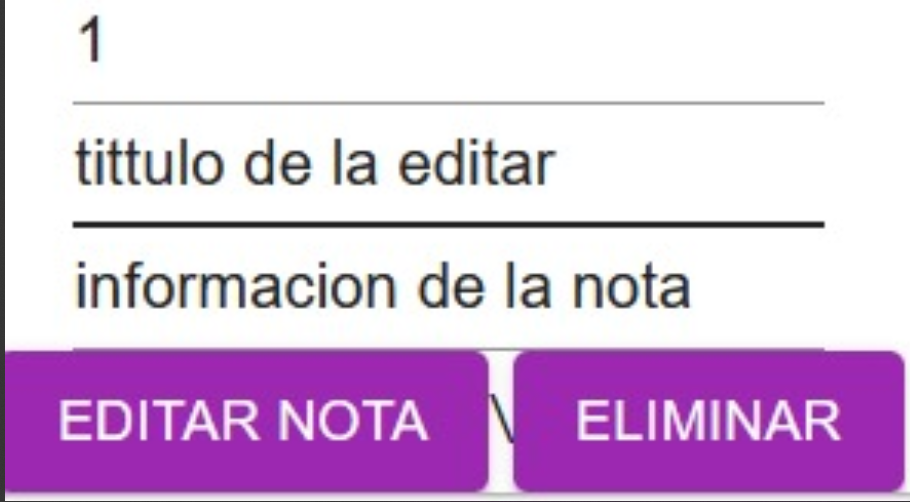 1
tittulo de la editar
informacion de la nota
EDITAR NOTA ELIMINAR